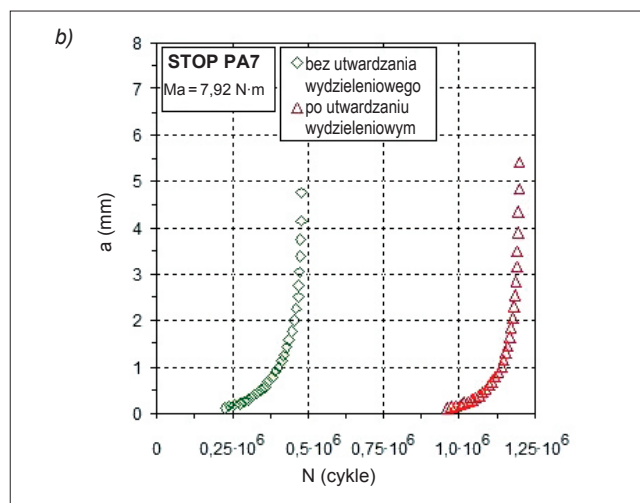 b)
STOP PA7
Ma = 7,92 N·m
bez utwardzania
wydzieleniowego
po utwardzaniu
wydzieleniowym
8
7
6
5
4
3
2
1
0
a (mm)
0 0,25·10⁶ 0,5·10⁶ 0,75·10⁶ 1,0·10⁶ 1,25·10⁶
N (cykle)